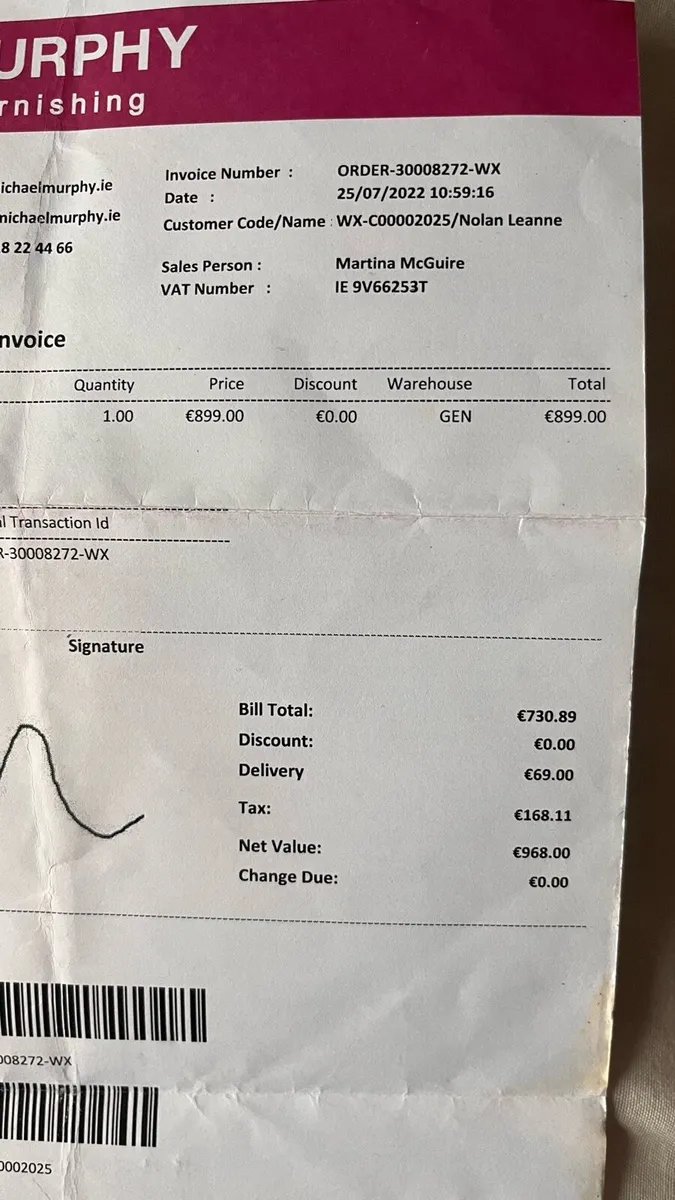 URPHY
rnishing
ichaelmurphy.ie
michaelmurphy.ie
8 22 44 66
Invoice Number : ORDER-30008272-WX
Date : 25/07/2022 10:59:16
Customer Code/Name : WX-C00002025/Nolan Leanne
Sales Person : Martina McGuire
VAT Number : IE 9V66253T
nvoice
Quantity Price Discount Warehouse Total
1.00 €899.00 €0.00 GEN €899.00
l Transaction Id
R-30008272-WX
Signature
Bill Total: €730.89
Discount: €0.00
Delivery €69.00
Tax: €168.11
Net Value: €968.00
Change Due: €0.00
008272-WX
0002025